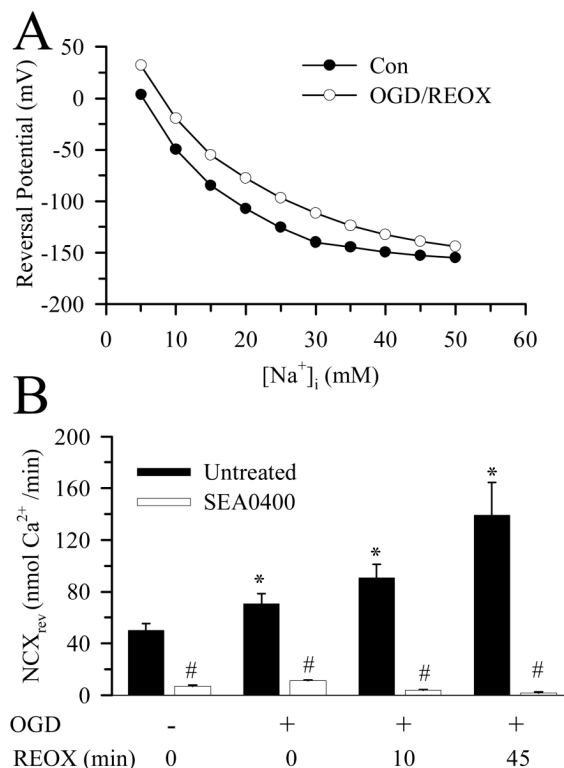 A
50
0
-50
-100
-150
-200
Reversal Potential (mV)
Con
OGD/REOX
0 10 20 30 40 50 60
[Na⁺]ᵢ (mM)
B
200
160
120
80
40
0
NCXrev (nmol Ca²⁺ /min)
Untreated
SEA0400
* * *
# # # #
OGD - + + +
REOX (min) 0 0 10 45